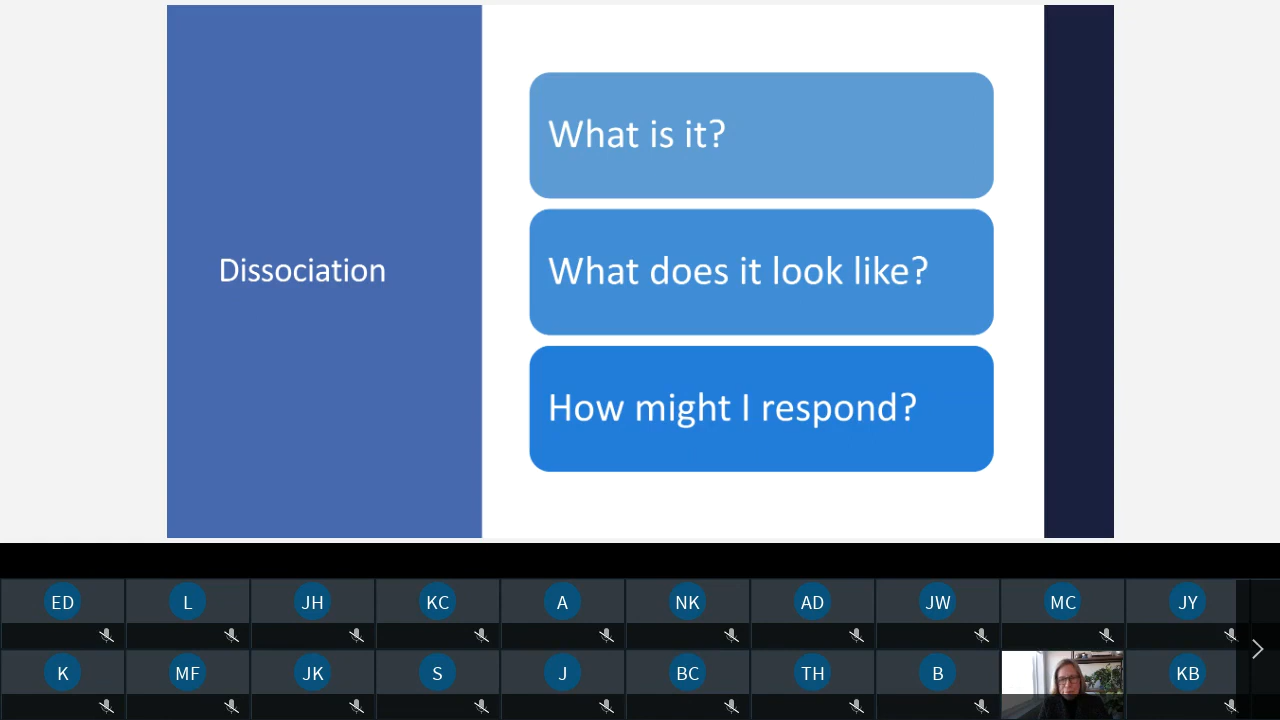 Dissociation
What is it?
What does it look like?
How might I respond?
ED
L
JH
KC
A
NK
AD
JW
MC
JY
K
MF
JK
S
J
BC
TH
B
KB